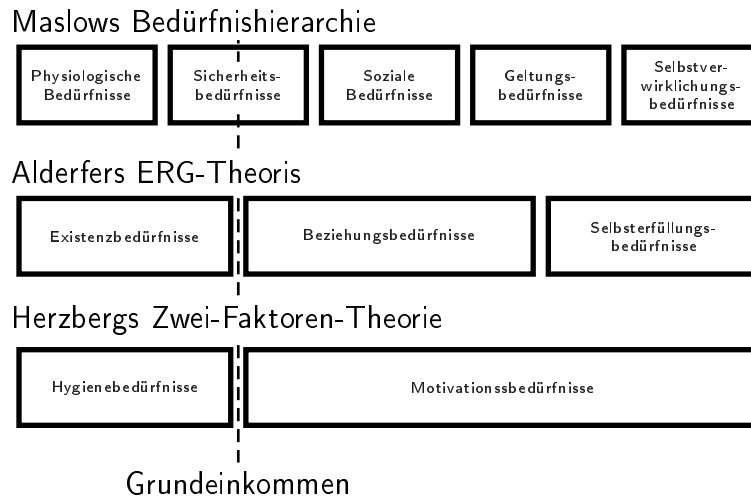 Maslows Bedürfnishierarchie
Physiologische
Bedürfnisse
Sicherheits-
bedürfnisse
Soziale
Bedürfnisse
Geltungs-
bedürfnisse
Selbstver-
wirklichungs-
bedürfnisse
Alderfers ERG-Theoris
Existenzbedürfnisse
Beziehungsbedürfnisse
Selbsterfüllungs-
bedürfnisse
Herzbergs Zwei-Faktoren-Theorie
Hygienebedürfnisse
Motivationssbedürfnisse
Grundeinkommen